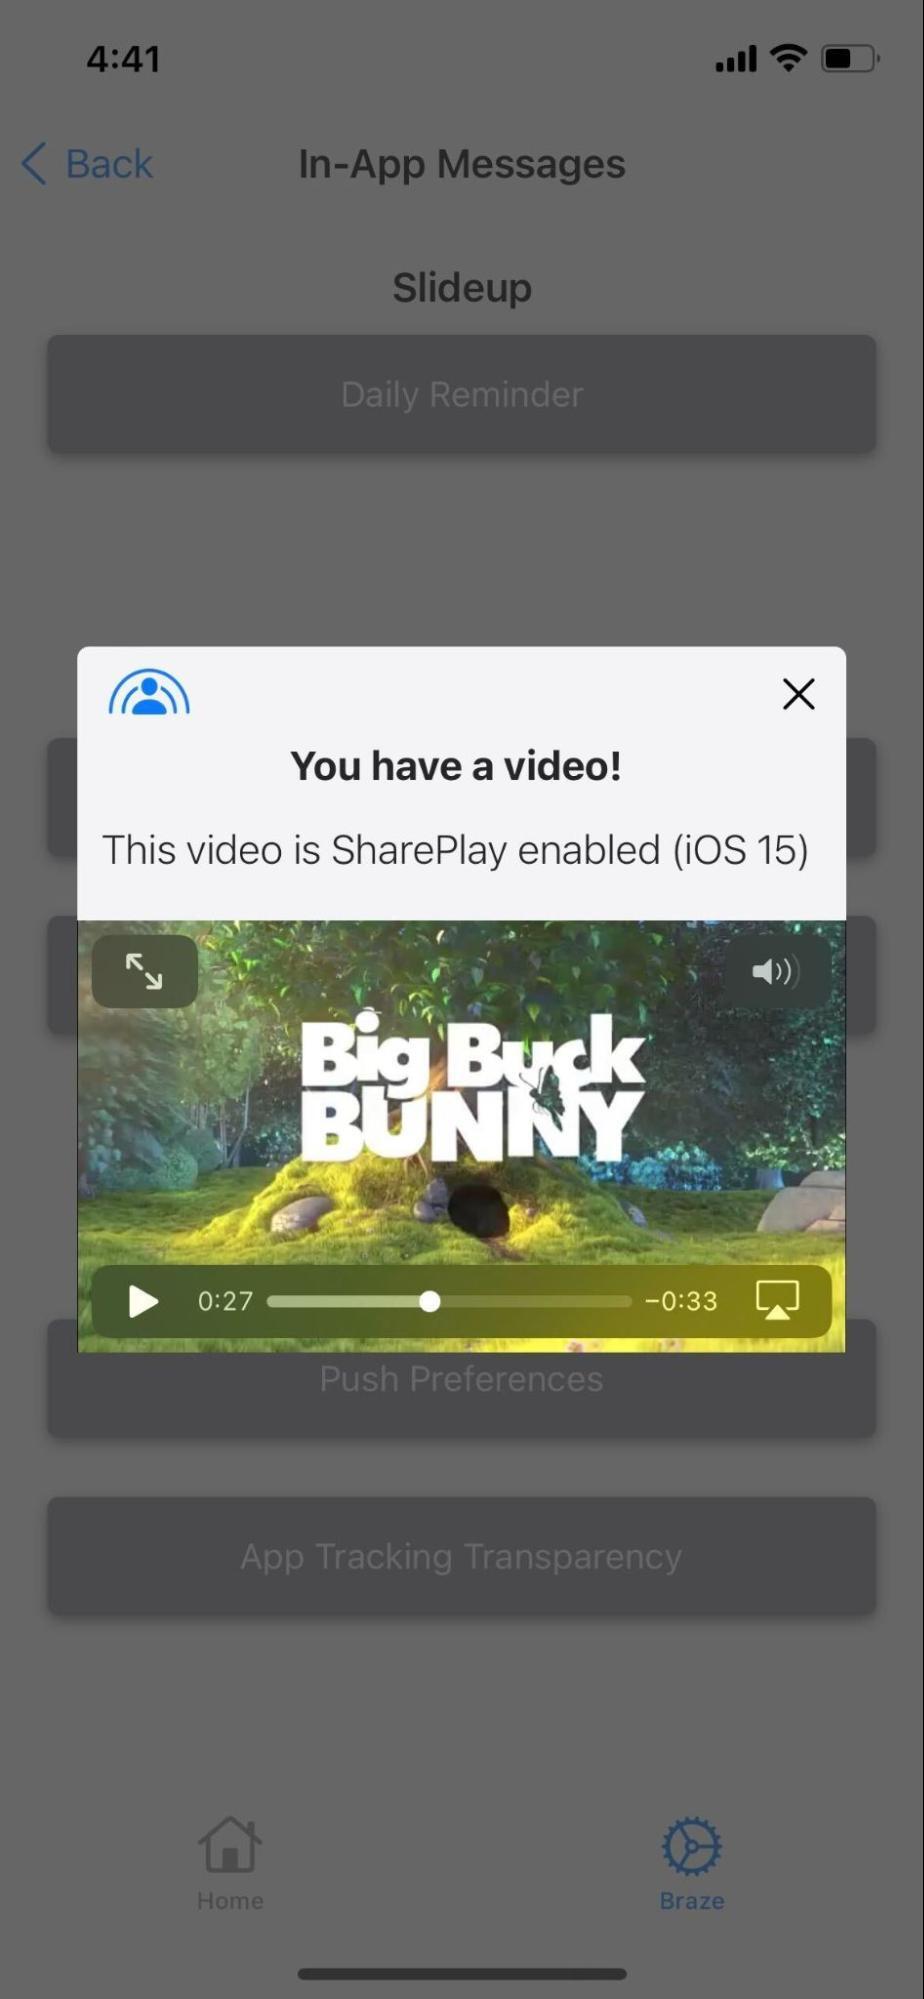 4:41
Back
In-App Messages
Slideup
Daily Reminder
You have a video!
This video is SharePlay enabled (iOS 15)
Big Buck
BUNNY
0:27
−0:33
Push Preferences
App Tracking Transparency
Home
Braze